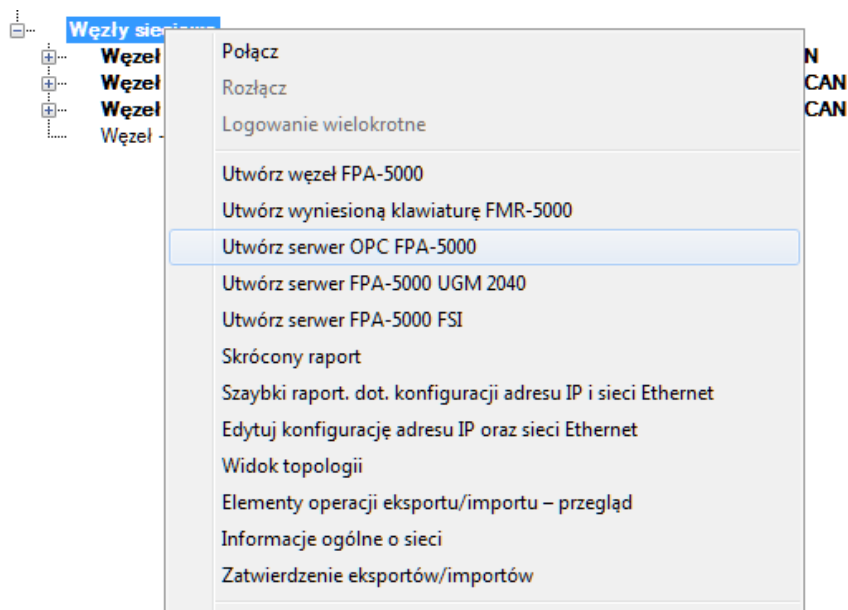 Węzły
Węzeł N
Węzeł CAN
Węzeł CAN
Węzeł -
Połącz
Rozłącz
Logowanie wielokrotne
Utwórz węzeł FPA-5000
Utwórz wyniesioną klawiaturę FMR-5000
Utwórz serwer OPC FPA-5000
Utwórz serwer FPA-5000 UGM 2040
Utwórz serwer FPA-5000 FSI
Skrócony raport
Szaybki raport. dot. konfiguracji adresu IP i sieci Ethernet
Edytuj konfigurację adresu IP oraz sieci Ethernet
Widok topologii
Elementy operacji eksportu/importu – przegląd
Informacje ogólne o sieci
Zatwierdzenie eksportów/importów